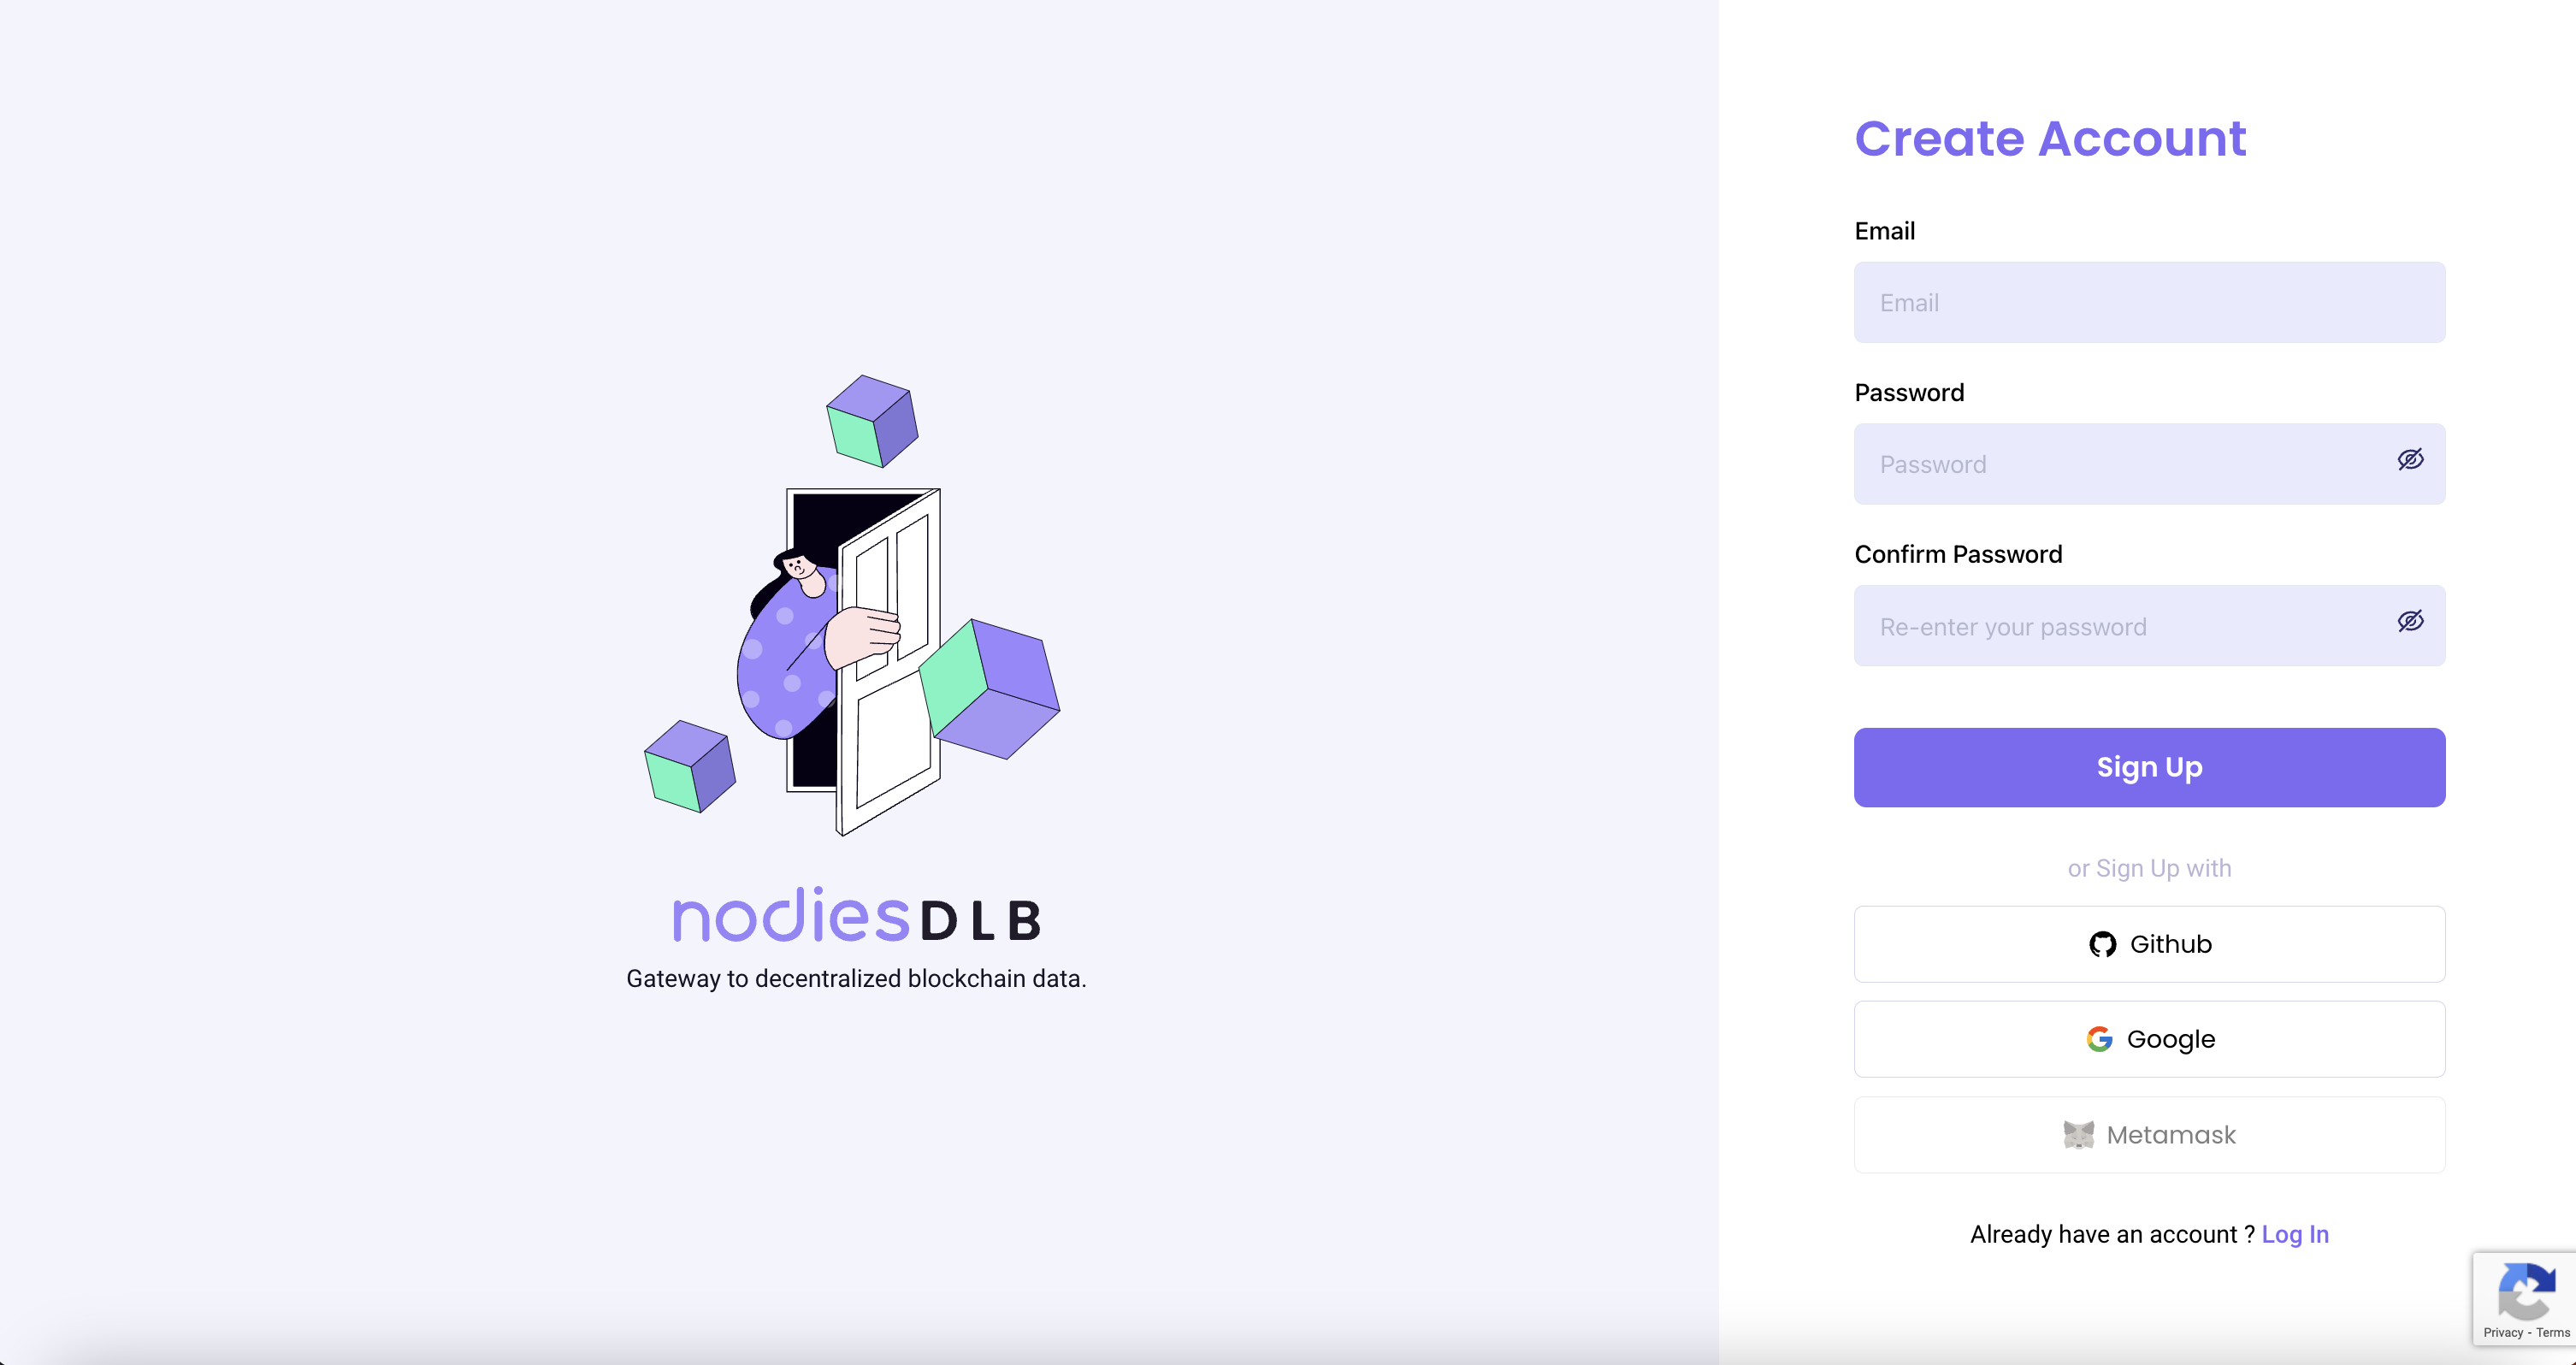 nodies DLB
Gateway to decentralized blockchain data.
Create Account
Email
Email
Password
Password
Confirm Password
Re-enter your password
Sign Up
or Sign Up with
Github
Google
Metamask
Already have an account ? Log In
Privacy - Terms